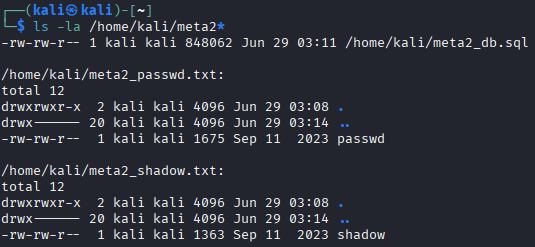 ┌──(kali㉿kali)-[~]
└─$ ls -la /home/kali/meta2*
-rw-rw-r-- 1 kali kali 848062 Jun 29 03:11 /home/kali/meta2_db.sql

/home/kali/meta2_passwd.txt:
total 12
drwxrwxr-x  2 kali kali 4096 Jun 29 03:08 .
drwx------ 20 kali kali 4096 Jun 29 03:14 ..
-rw-rw-r--  1 kali kali 1675 Sep 11  2023 passwd

/home/kali/meta2_shadow.txt:
total 12
drwxrwxr-x  2 kali kali 4096 Jun 29 03:08 .
drwx------ 20 kali kali 4096 Jun 29 03:14 ..
-rw-rw-r--  1 kali kali 1363 Sep 11  2023 shadow